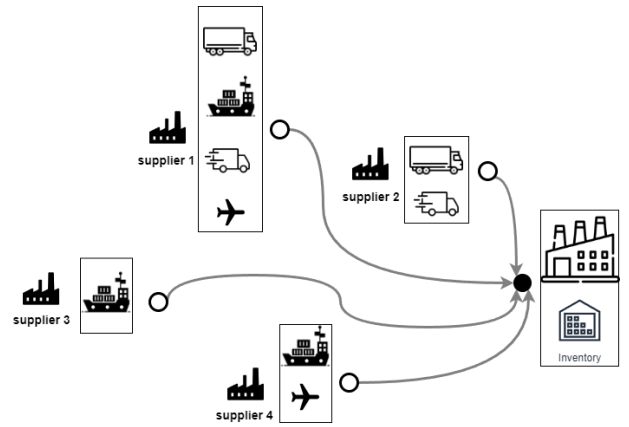 supplier 1
supplier 2
supplier 3
supplier 4
Inventory